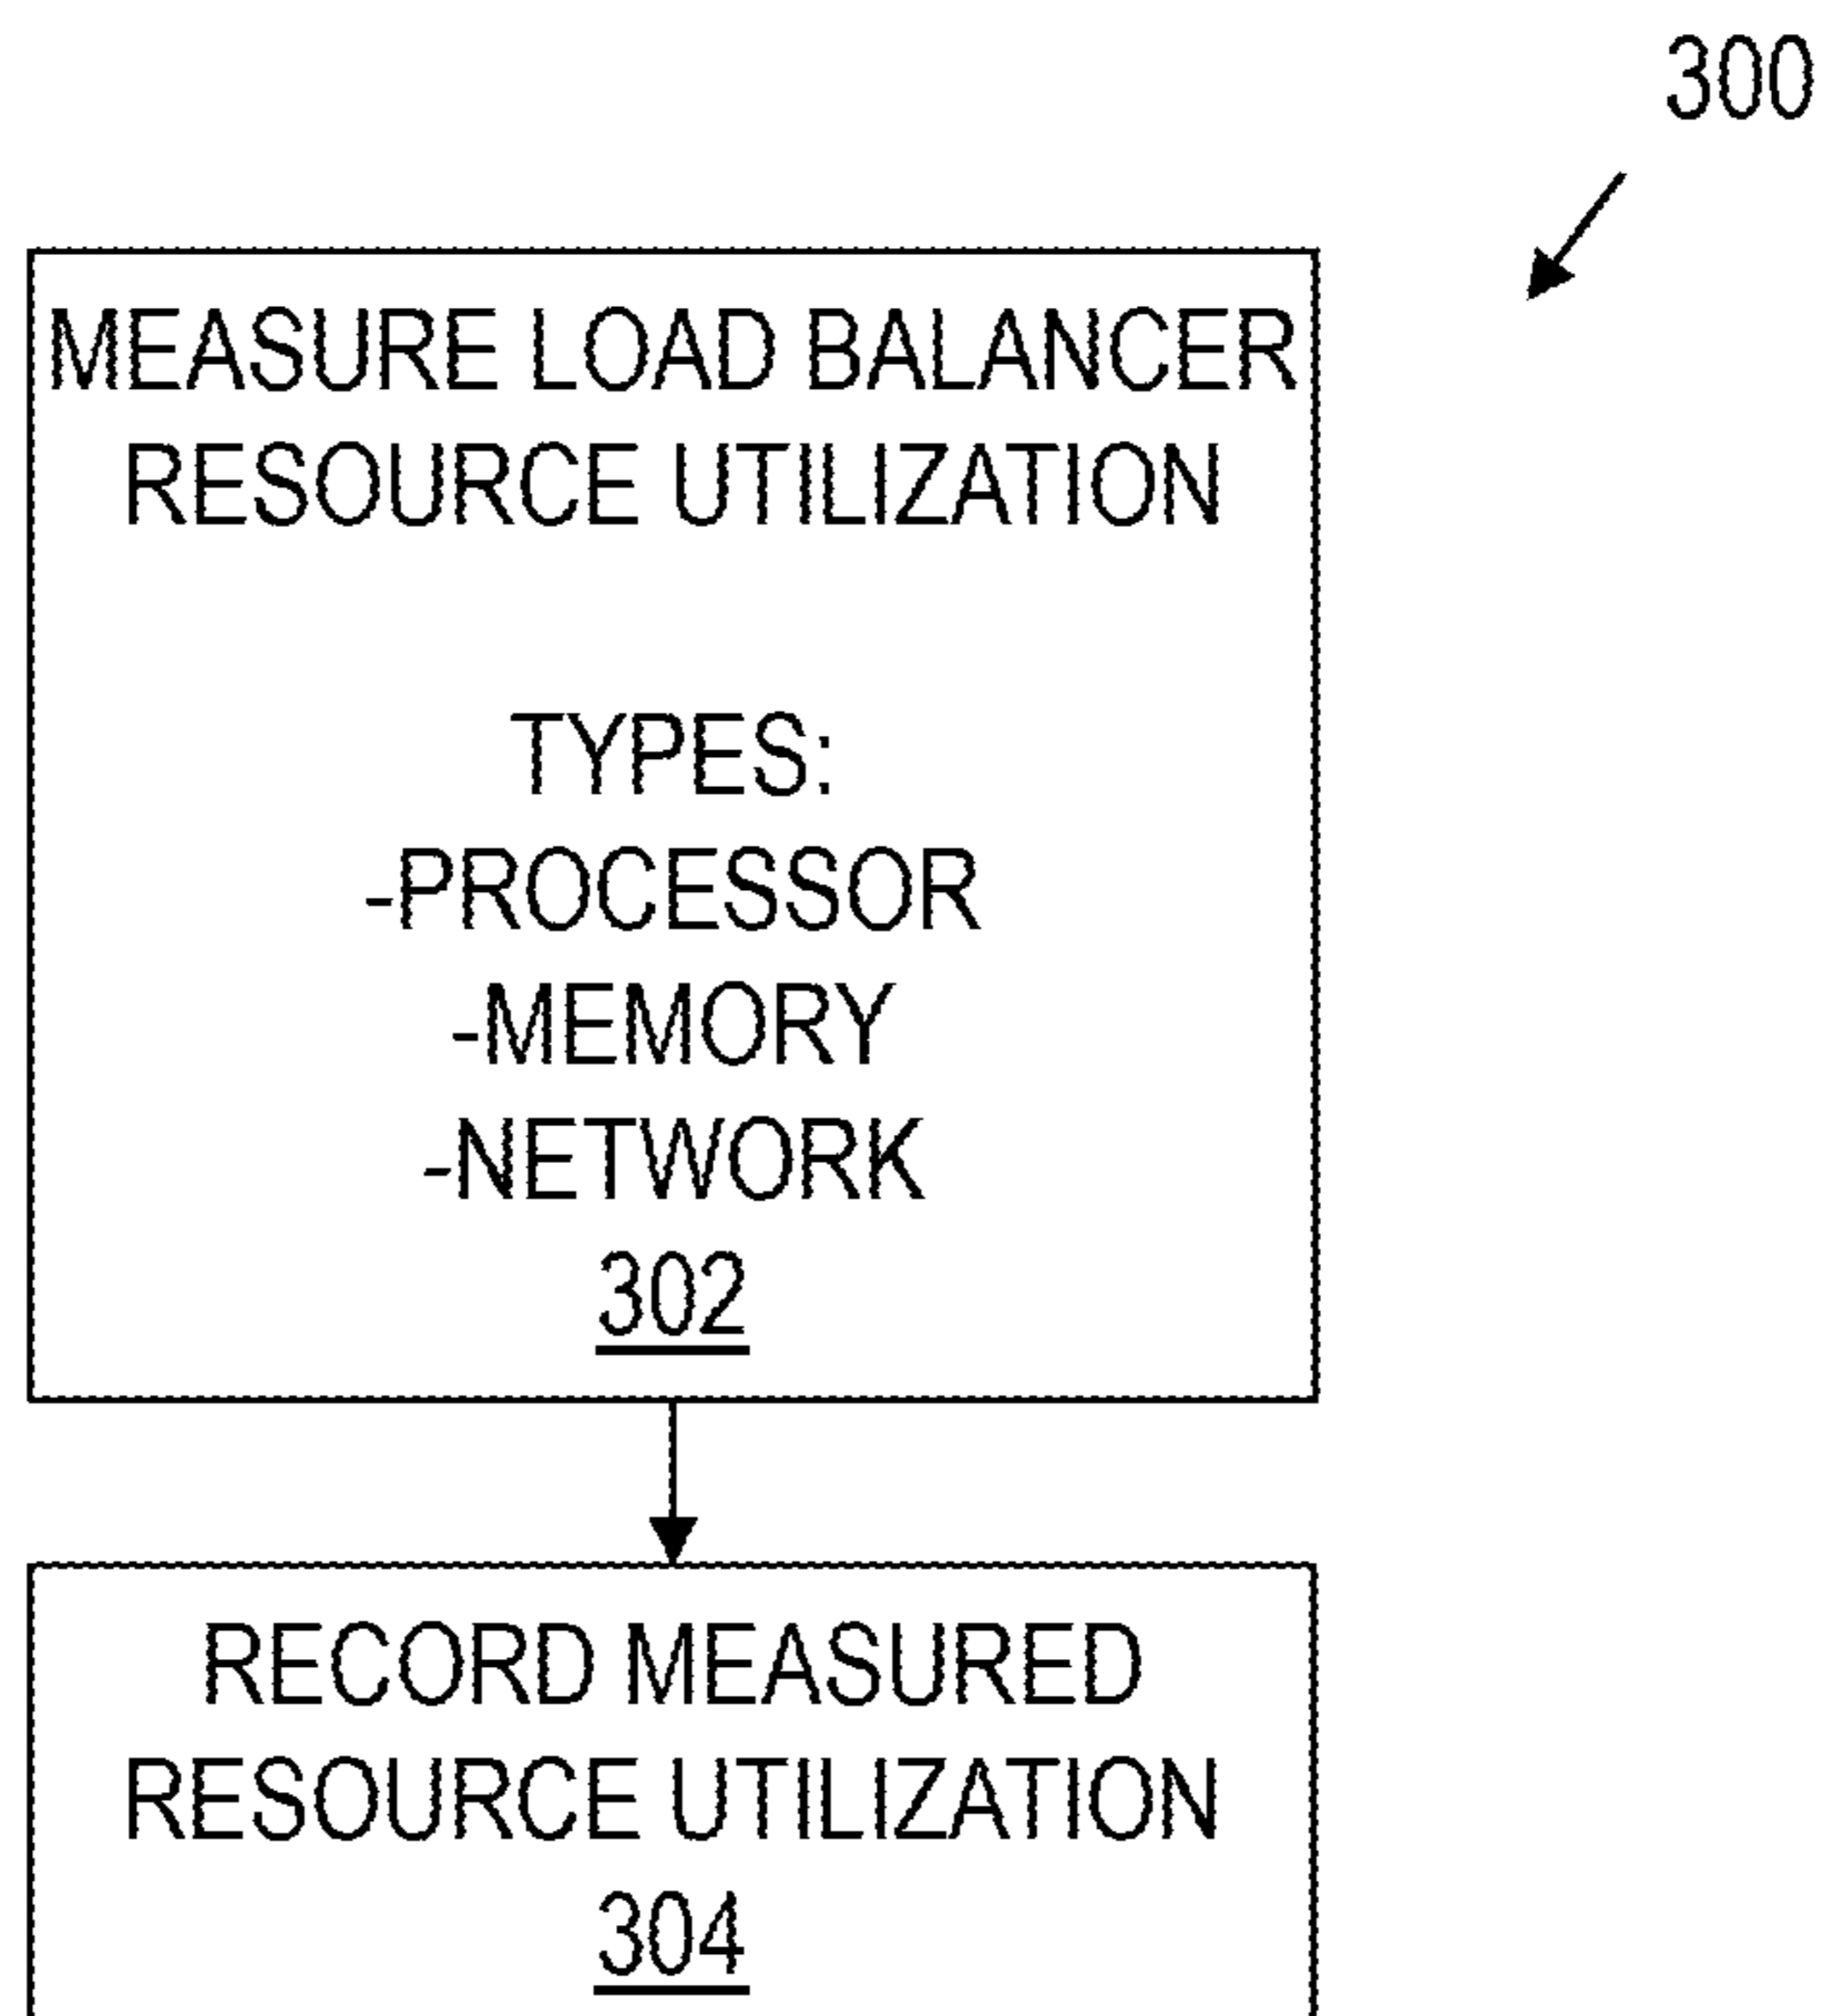 300
MEASURE LOAD BALANCER
RESOURCE UTILIZATION
TYPES:
-PROCESSOR
-MEMORY
-NETWORK
302
RECORD MEASURED
RESOURCE UTILIZATION
304